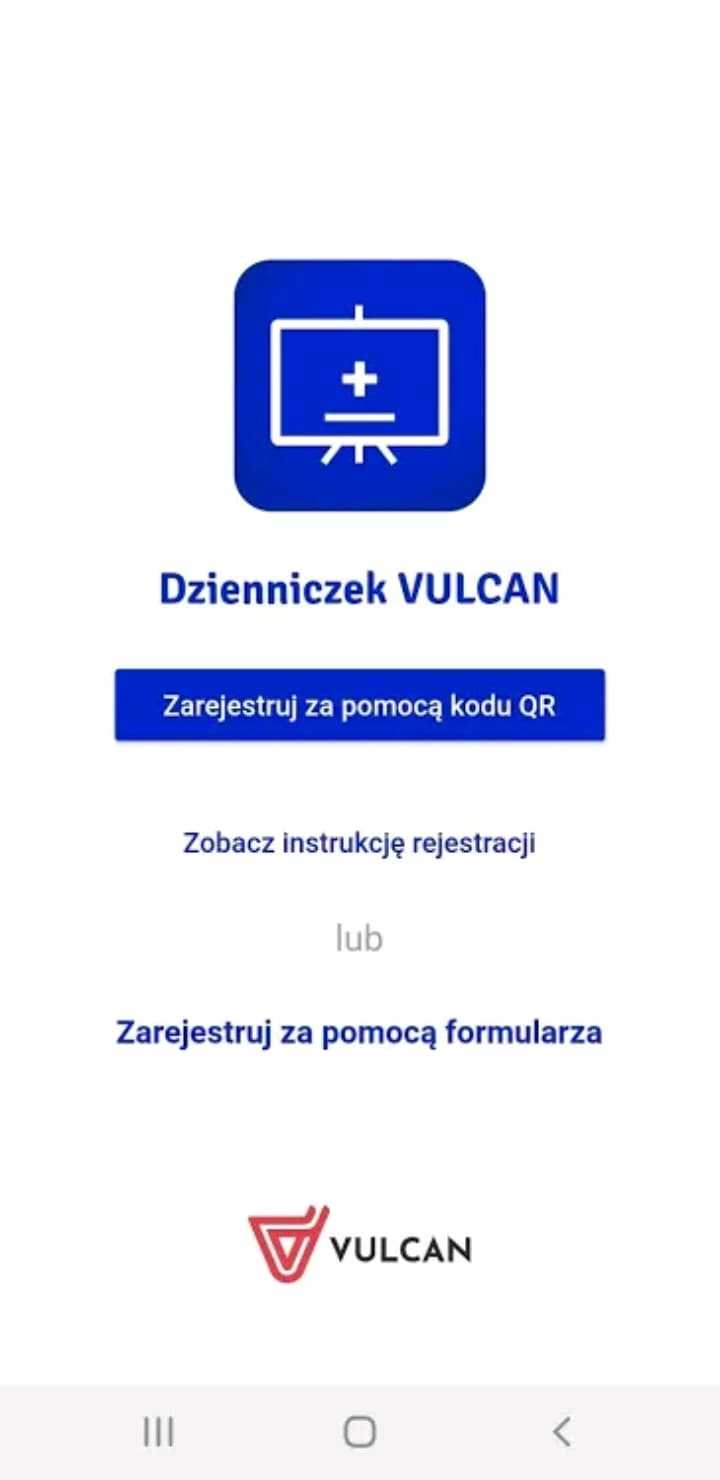 Dzienniczek VULCAN
Zarejestruj za pomocą kodu QR
Zobacz instrukcję rejestracji
lub
Zarejestruj za pomocą formularza
VULCAN